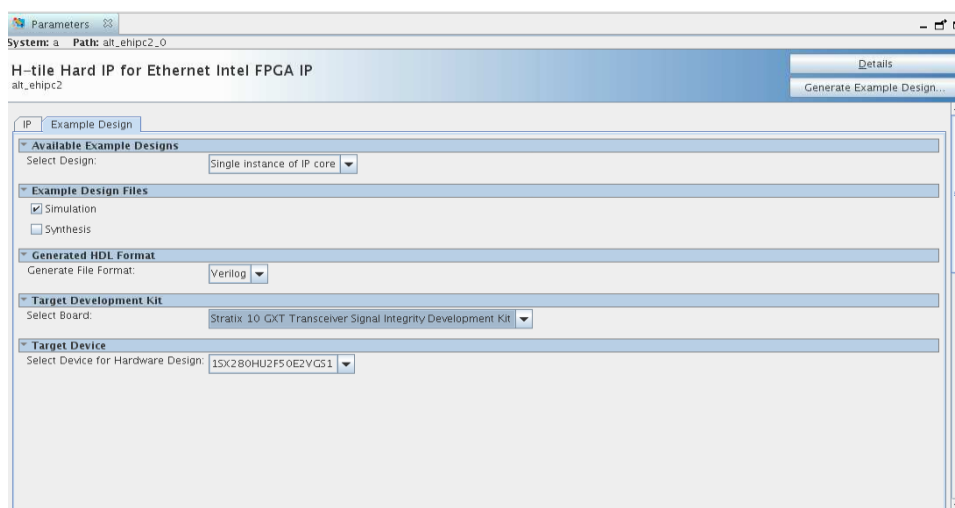 Parameters
System: a Path: alt_ehipc2_0
H-tile Hard IP for Ethernet Intel FPGA IP
alt_ehipc2
Details
Generate Example Design...
IP Example Design
Available Example Designs
Select Design: Single instance of IP core
Example Design Files
Simulation
Synthesis
Generated HDL Format
Generate File Format: Verilog
Target Development Kit
Select Board: Stratix 10 GXT Transceiver Signal Integrity Development Kit
Target Device
Select Device for Hardware Design: 1SX280HU2F50E2VGS1